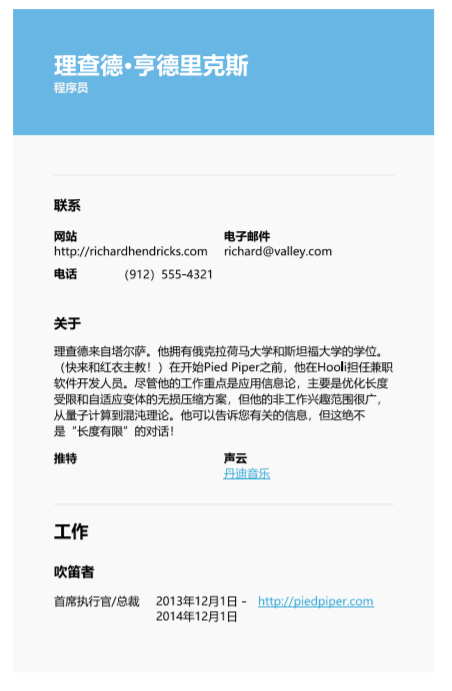 理查德•亨德里克斯
程序员
联系
网站
电子邮件
http://richardhendricks.com
richard@valley.com
电话 （912）555-4321
关于
理查德来自塔尔萨。他拥有俄克拉荷马大学和斯坦福大学的学位。
（快来和红衣主教！）在开始Pied Piper之前，他在Hooli担任兼职
软件开发人员。尽管他的工作重点是应用信息论，主要是优化长度
受限和自适应变体的无损压缩方案，但他的非工作兴趣范围很广，
从量子计算到混沌理论。他可以告诉您有关的信息，但这绝不
是“长度有限”的对话！
推特
声云
丹迪音乐
工作
吹笛者
首席执行官/总裁 2013年12月1日 - http://piedpiper.com
2014年12月1日